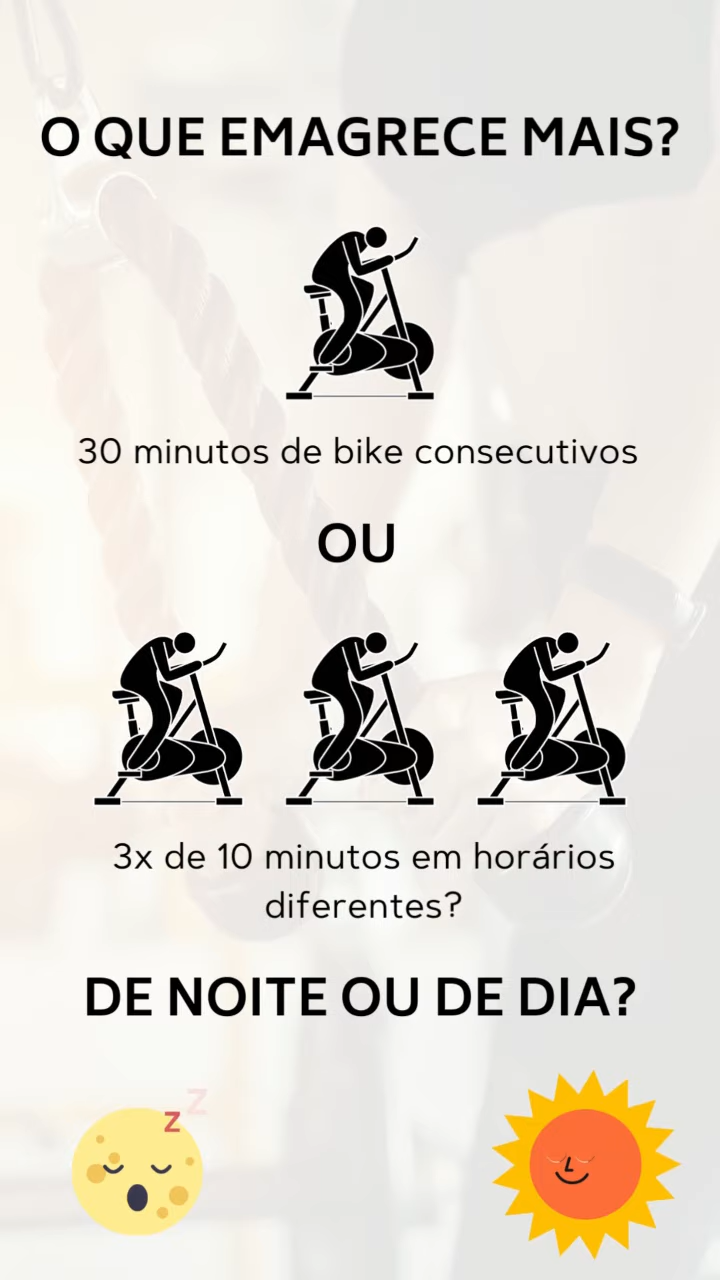 O QUE EMAGRECE MAIS?
30 minutos de bike consecutivos
OU
3x de 10 minutos em horários
diferentes?
DE NOITE OU DE DIA?
Z
Z